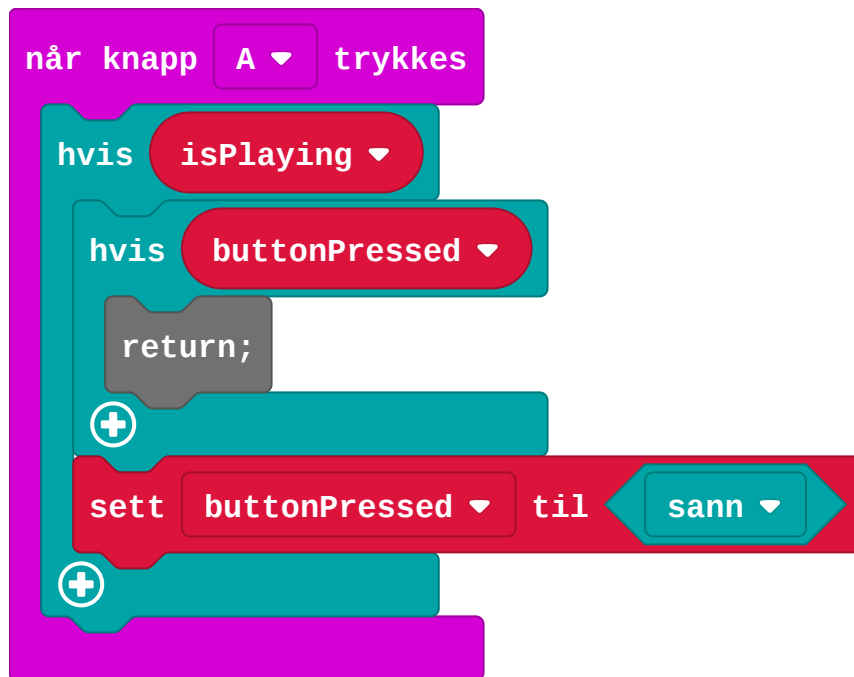 når knapp A trykkes
hvis isPlaying
hvis buttonPressed
return;
sett buttonPressed til sann